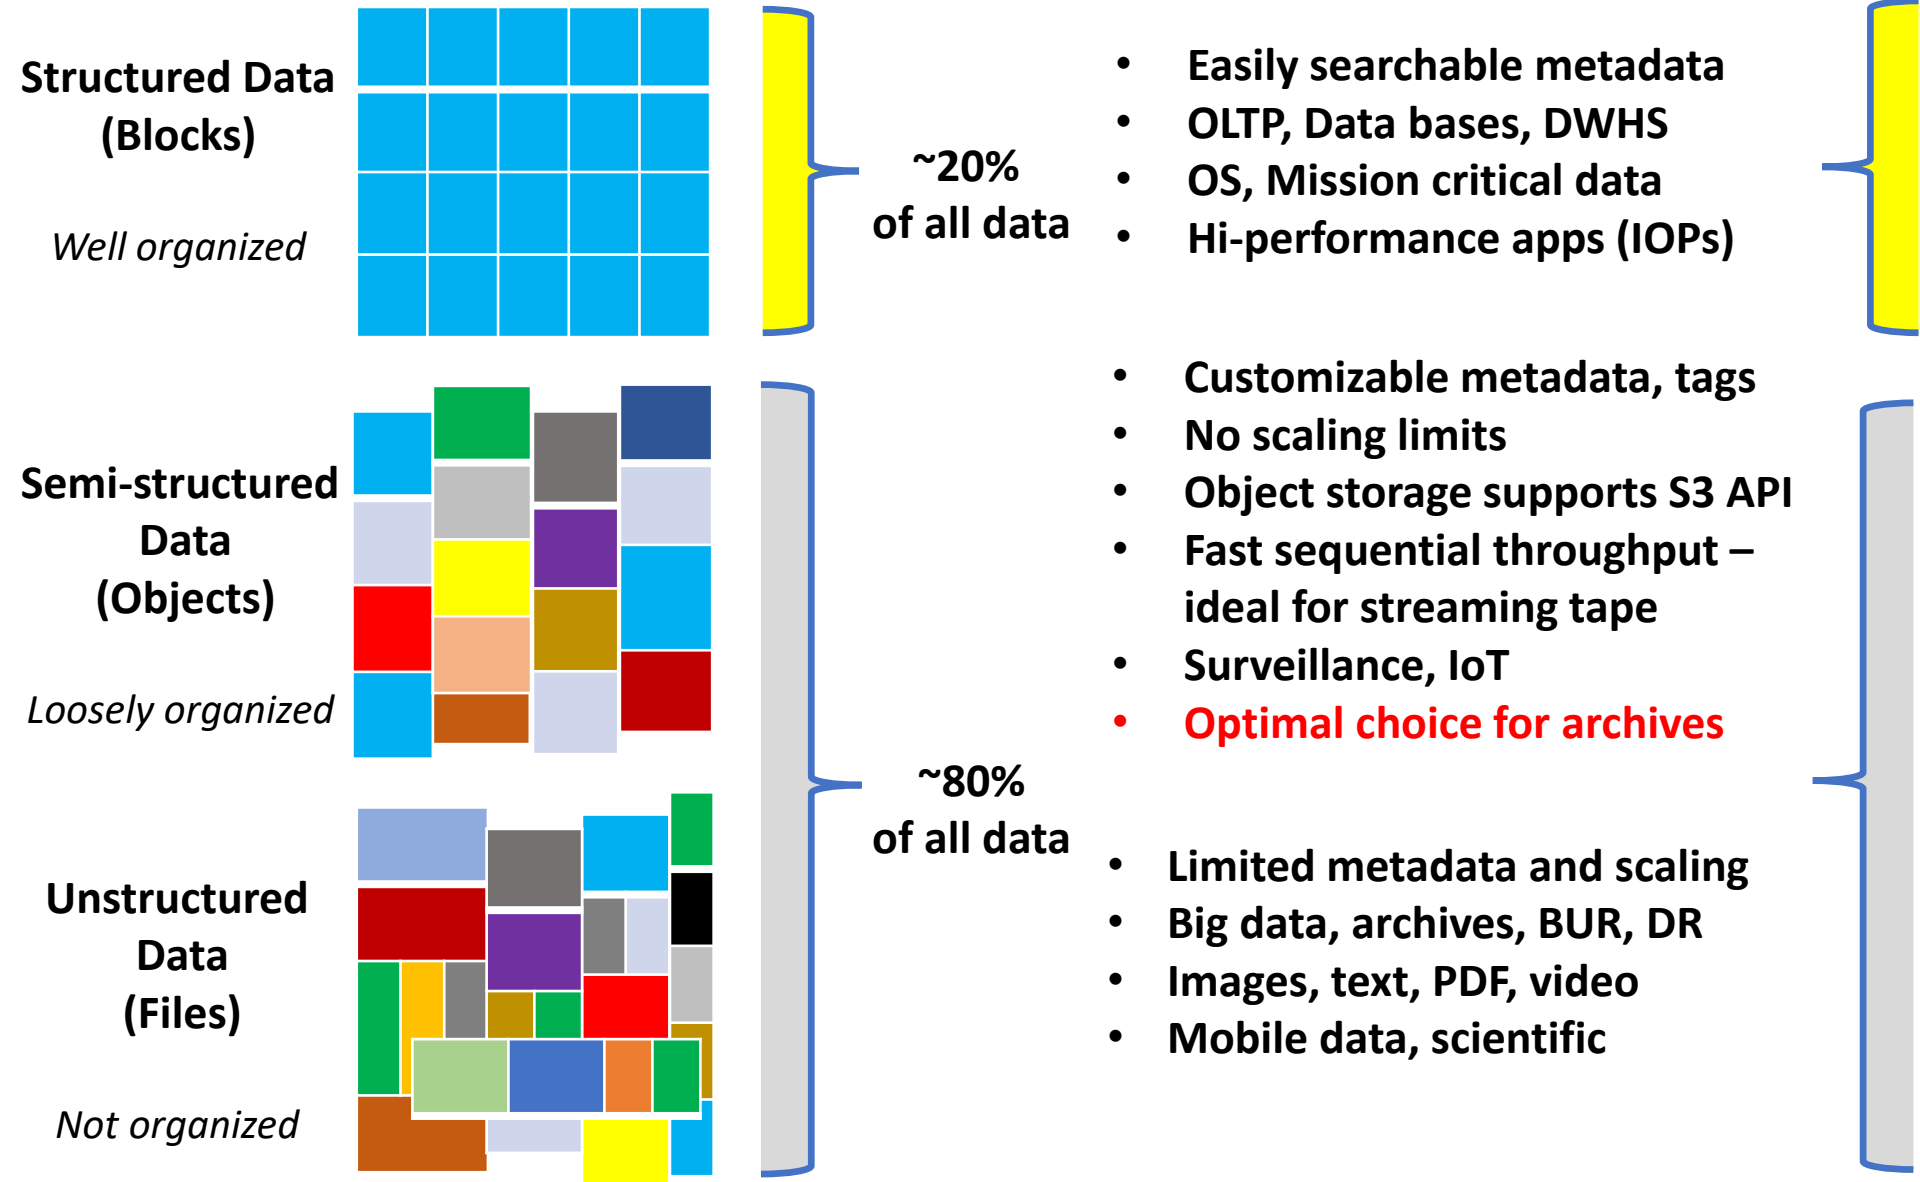 Structured Data
(Blocks)
Well organized
~20%
of all data
• Easily searchable metadata
• OLTP, Data bases, DWHS
• OS, Mission critical data
• Hi-performance apps (IOPs)
Semi-structured
Data
(Objects)
Loosely organized
• Customizable metadata, tags
• No scaling limits
• Object storage supports S3 API
• Fast sequential throughput –
ideal for streaming tape
• Surveillance, IoT
• Optimal choice for archives
~80%
of all data
Unstructured
Data
(Files)
Not organized
• Limited metadata and scaling
• Big data, archives, BUR, DR
• Images, text, PDF, video
• Mobile data, scientific